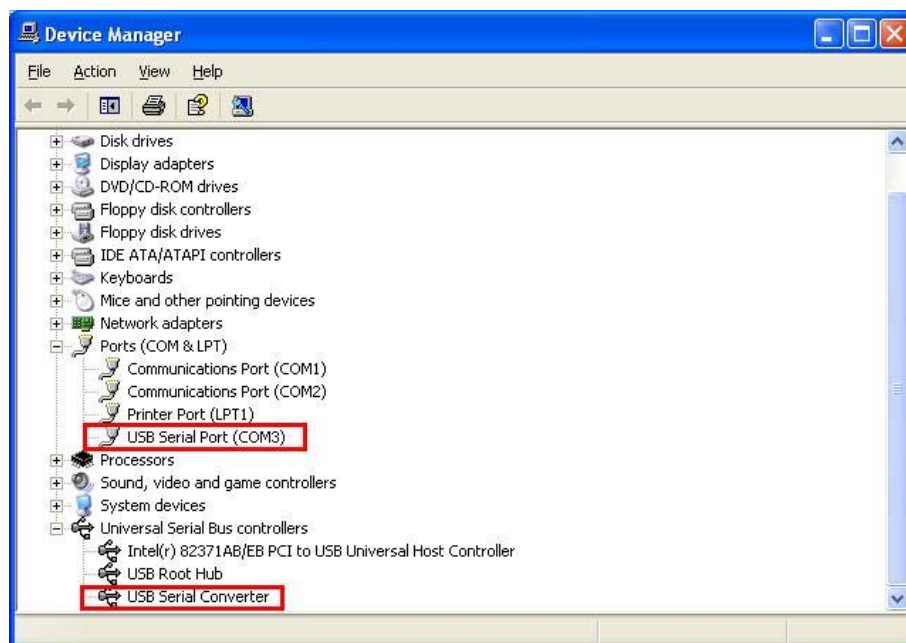 Device Manager
File Action View Help
Disk drives
Display adapters
DVD/CD-ROM drives
Floppy disk controllers
Floppy disk drives
IDE ATA/ATAPI controllers
Keyboards
Mice and other pointing devices
Network adapters
Ports (COM & LPT)
Communications Port (COM1)
Communications Port (COM2)
Printer Port (LPT1)
USB Serial Port (COM3)
Processors
Sound, video and game controllers
System devices
Universal Serial Bus controllers
Intel(r) 82371AB/EB PCI to USB Universal Host Controller
USB Root Hub
USB Serial Converter